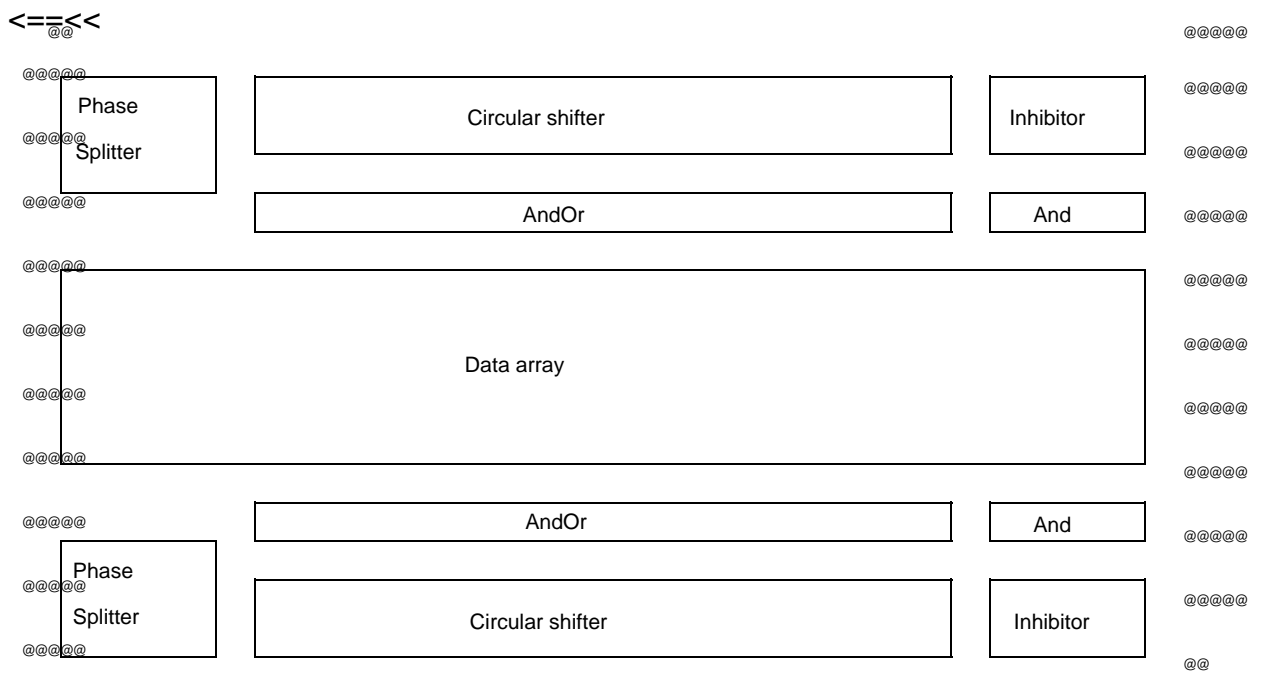 <==<<
@@ @@@@@
@@@@@ @@@@@
Phase Circular shifter Inhibitor
@@@@@ @@@@@
Splitter
@@@@@ AndOr And @@@@@
@@@@@ @@@@@
@@@@@ @@@@@
Data array
@@@@@ @@@@@
@@@@@ @@@@@
@@@@@ AndOr And @@@@@
Phase
@@@@@ @@@@@
Splitter Circular shifter Inhibitor
@@@@@ @@